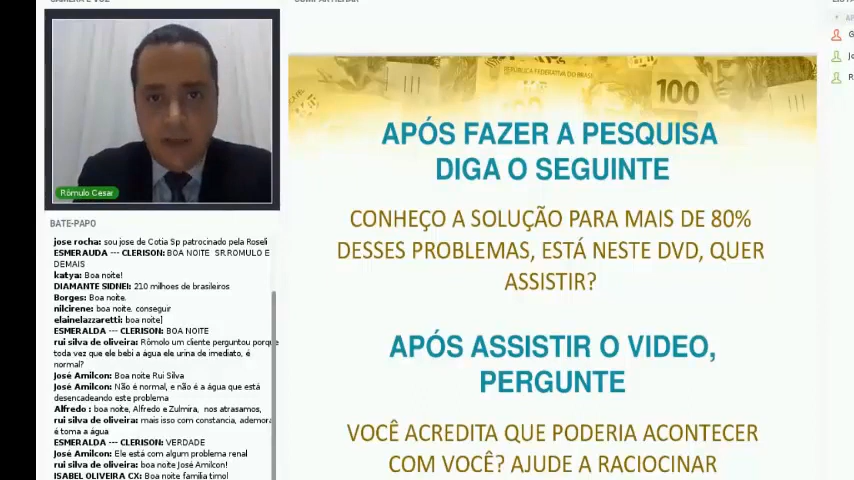 Rômulo Cesar
BATE-PAPO
jose rocha: sou jose de Cotia Sp patrocinado pela Roseli
ESMERAUDA --- CLERISON: BOA NOITE SR.ROMULO E
DEMAIS
katya: Boa noite!
DIAMANTE SIDNEI: 210 milhoes de brasileiros
Borges: Boa noite.
nilcirene: boa noite, conseguir
elainelazzaretti: boa noite]
ESMERALDA --- CLERISON: BOA NOITE
rui silva de oliveira: Rômulo um cliente perguntou porque
toda vez que ele bebi a água ele urina de imediato, é
normal?
José Amilcon: Boa noite Rui Silva
José Amilcon: Não é normal, e não é a água que está
desencadeando este problema
Alfredo : boa noite, Alfredo e Zulmira, nos atrasamos,
rui silva de oliveira: mais isso com constancia, ademora
é toma a água
ESMERALDA --- CLERISON: VERDADE
José Amilcon: Ele está com algum problema renal
rui silva de oliveira: boa noite José Amilcon!
ISABEL OLIVEIRA CX: Boa noite familia timol
REPÚBLICA FEDERATIVA DO BRASIL
100
APÓS FAZER A PESQUISA
DIGA O SEGUINTE
CONHEÇO A SOLUÇÃO PARA MAIS DE 80%
DESSES PROBLEMAS, ESTÁ NESTE DVD, QUER
ASSISTIR?
APÓS ASSISTIR O VIDEO,
PERGUNTE
VOCÊ ACREDITA QUE PODERIA ACONTECER
COM VOCÊ? AJUDE A RACIOCINAR